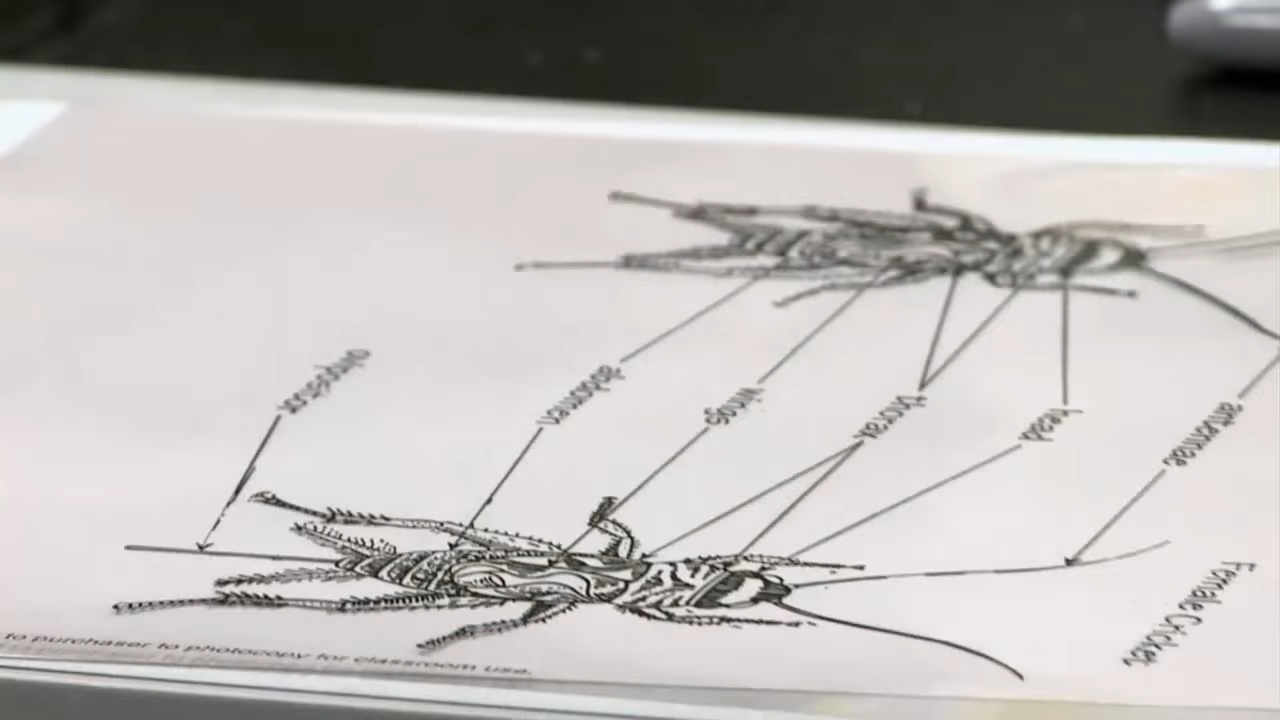 Female Cricket
antennae
head
thorax
wings
abdomen
ovipositor
to purchaser to photocopy for classroom use.